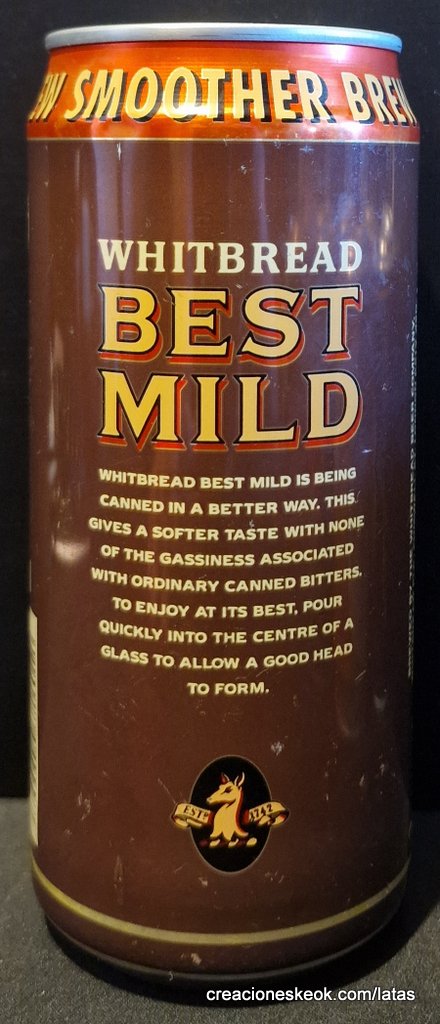 SMOOTHER BREW
WHITBREAD
BEST
MILD
WHITBREAD BEST MILD IS BEING
CANNED IN A BETTER WAY. THIS
GIVES A SOFTER TASTE WITH NONE
OF THE GASSINESS ASSOCIATED
WITH ORDINARY CANNED BITTERS.
TO ENJOY AT ITS BEST, POUR
QUICKLY INTO THE CENTRE OF A
GLASS TO ALLOW A GOOD HEAD
TO FORM.
ESTD 1742
creacioneskeok.com/latas